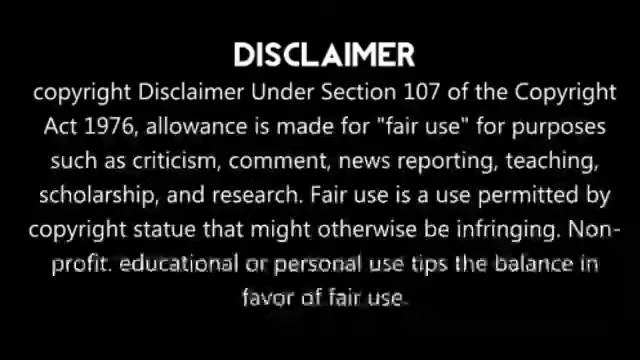 DISCLAIMER
copyright Disclaimer Under Section 107 of the Copyright
Act 1976, allowance is made for "fair use" for purposes
such as criticism, comment, news reporting, teaching,
scholarship, and research. Fair use is a use permitted by
copyright statue that might otherwise be infringing. Non-
profit. educational or personal use tips the balance in
favor of fair use.